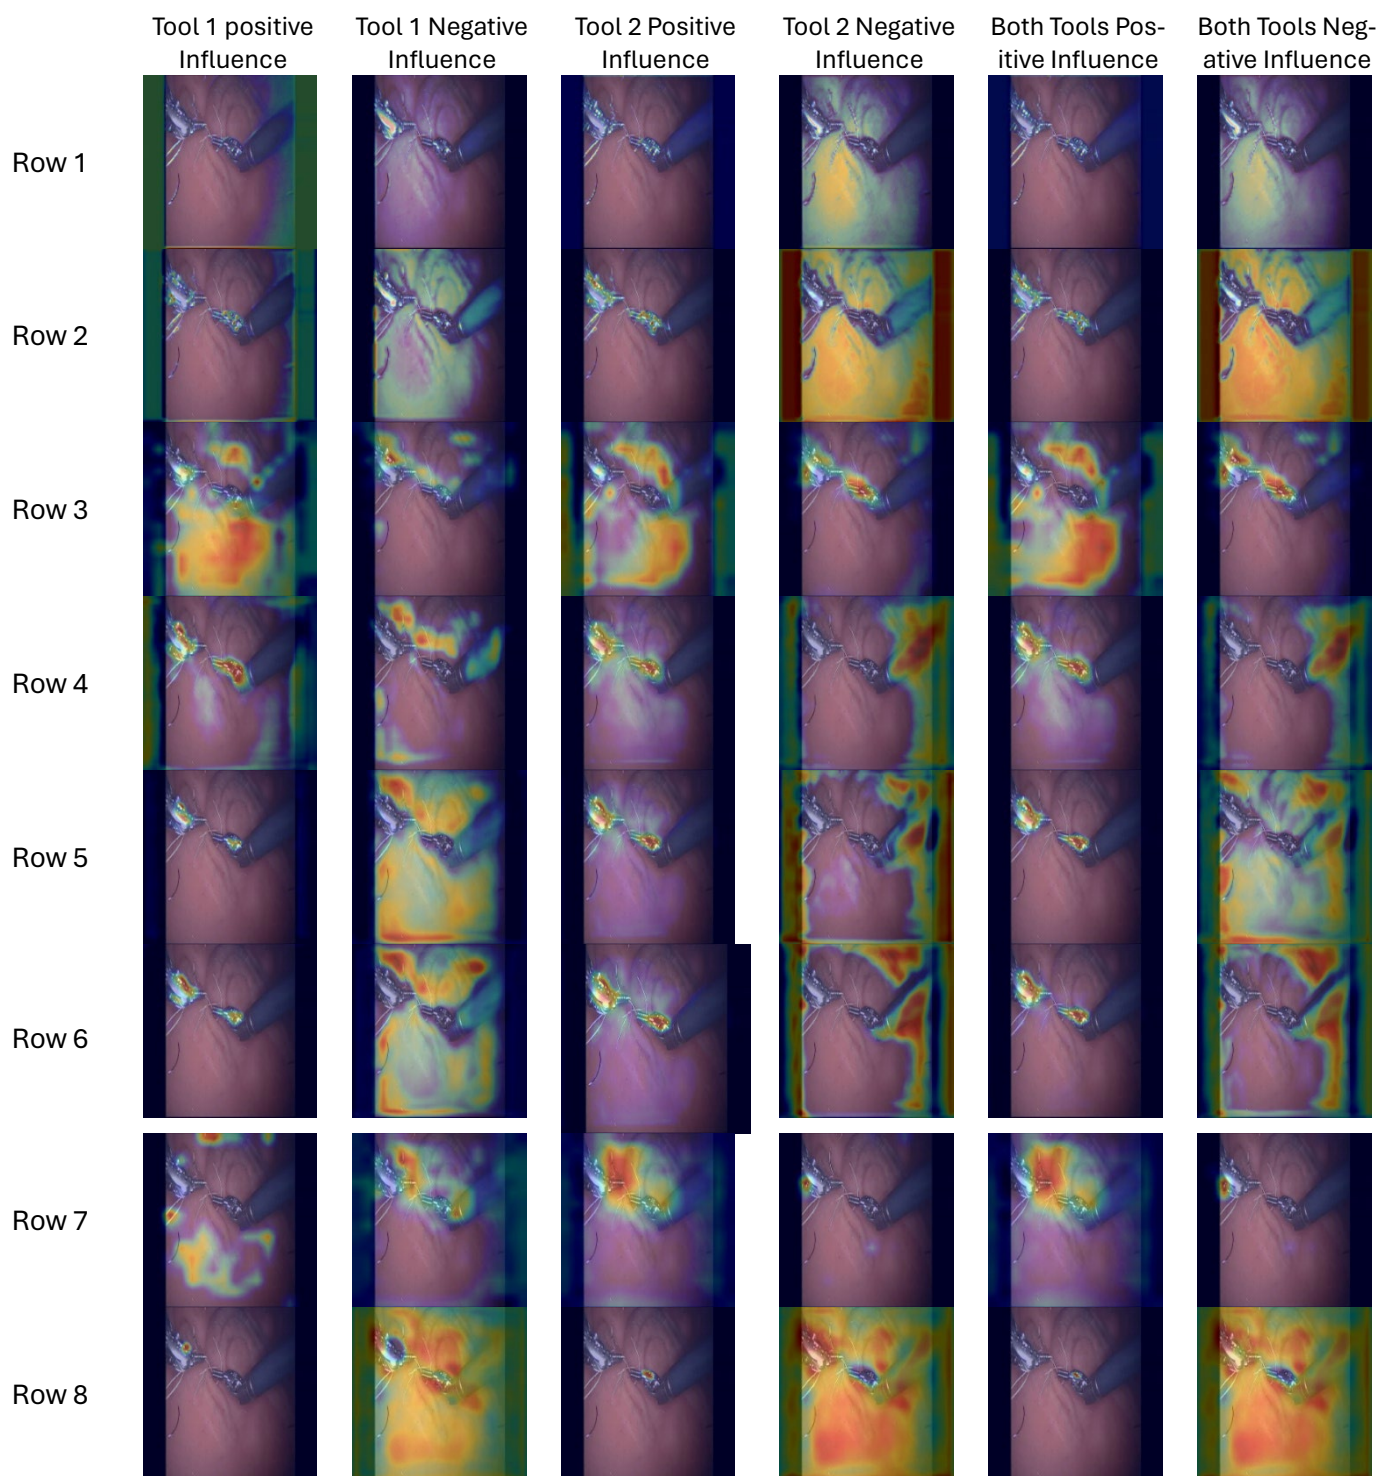 Tool 1 positive
Influence
Tool 1 Negative
Influence
Tool 2 Positive
Influence
Tool 2 Negative
Influence
Both Tools Pos-
itive Influence
Both Tools Neg-
ative Influence
Row 1
Row 2
Row 3
Row 4
Row 5
Row 6
Row 7
Row 8